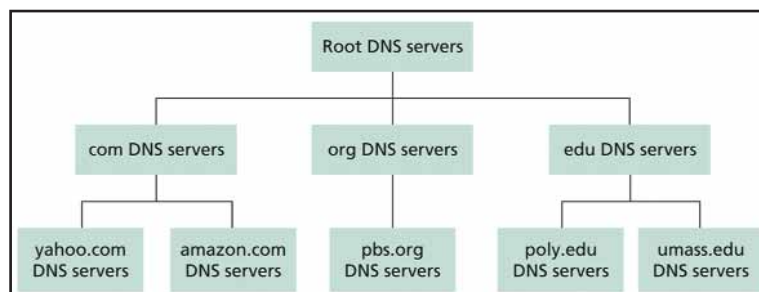 Root DNS servers
com DNS servers
org DNS servers
edu DNS servers
yahoo.com
DNS servers
amazon.com
DNS servers
pbs.org
DNS servers
poly.edu
DNS servers
umass.edu
DNS servers